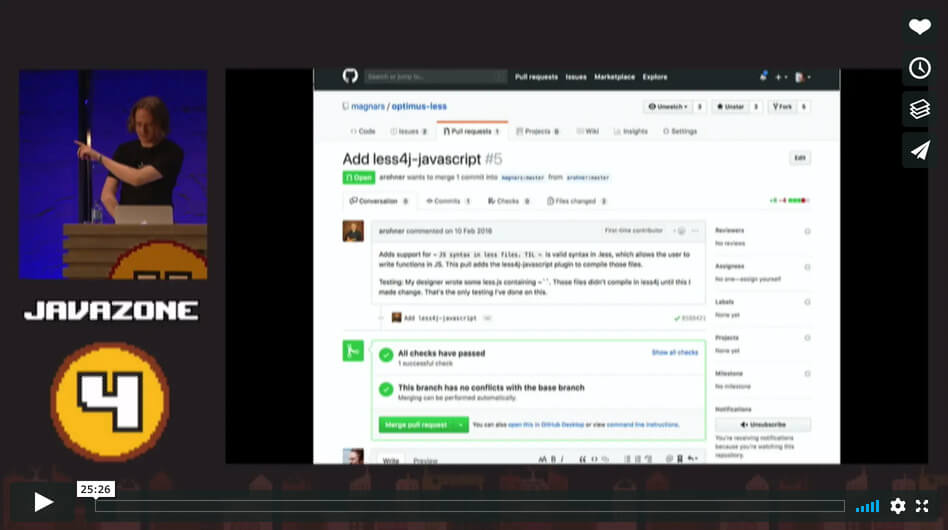 Search or jump to...
Pull requests Issues Marketplace Explore
magnars / optimus-less
Unwatch 3 Unstar 3 Fork 6
Code Issues 2 Pull requests 1 Projects 0 Wiki Insights Settings
Add less4j-javascript #5
Edit
Open arohner wants to merge 1 commit into magnars:master from arohner:master
Conversation 0 Commits 1 Checks 0 Files changed 3
+6 −4
arohner commented on 10 Feb 2016 First-time contributor
Adds support for ~ JS syntax in less files. TIL ~ is valid syntax in .less, which allows the user to
write functions in JS. This pull adds the less4j-javascript plugin to compile those files.
Testing: My designer wrote some less.js containing ~``. Those files didn't compile in less4j until this I
made change. That's the only testing I've done on this.
Add less4j-javascript
All checks have passed
1 successful check
Show all checks
This branch has no conflicts with the base branch
Merging can be performed automatically.
Merge pull request You can also open this in GitHub Desktop or view command line instructions.
Write Preview
Reviewers
No reviews
Assignees
No one—assign yourself
Labels
None yet
Projects
None yet
Milestone
No milestone
Notifications
Unsubscribe
You're receiving notifications
because you're watching this
repository.
JAVAZONE
4
25:26